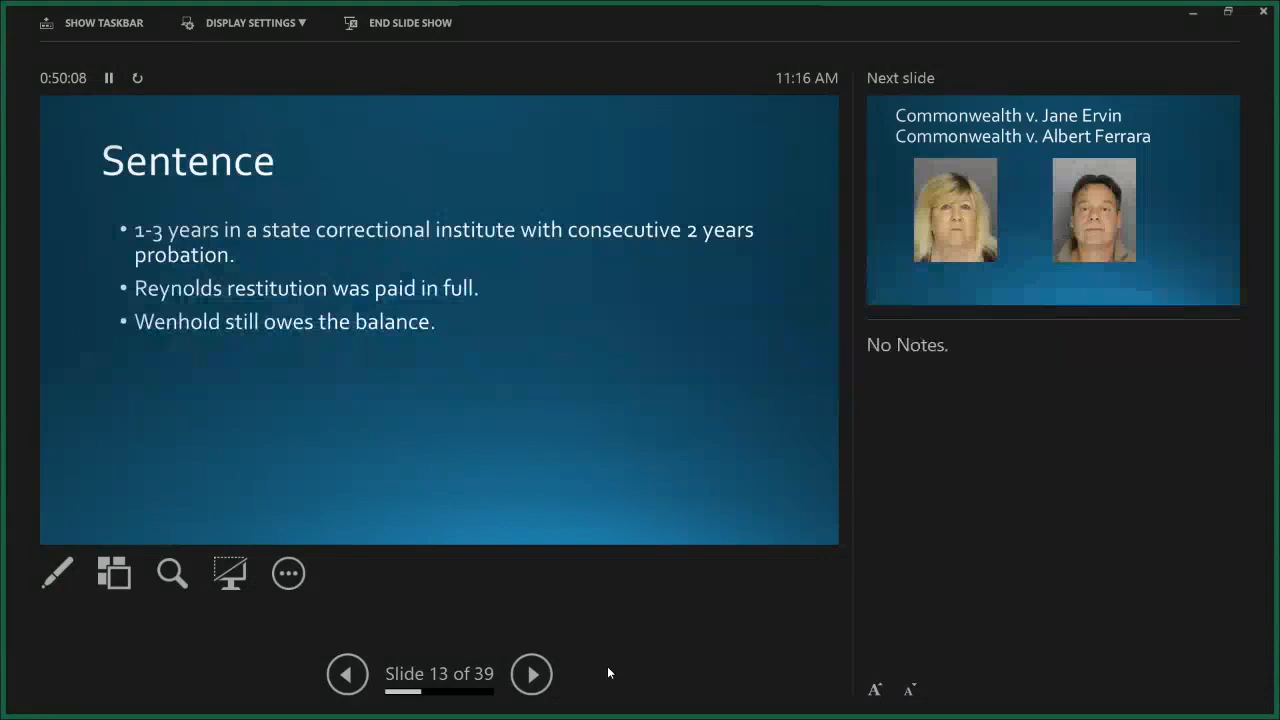 SHOW TASKBAR DISPLAY SETTINGS ▼ END SLIDE SHOW
0:50:08 11:16 AM
Sentence
• 1-3 years in a state correctional institute with consecutive 2 years
probation.
• Reynolds restitution was paid in full.
• Wenhold still owes the balance.
Slide 13 of 39
Next slide
Commonwealth v. Jane Ervin
Commonwealth v. Albert Ferrara
No Notes.
A A